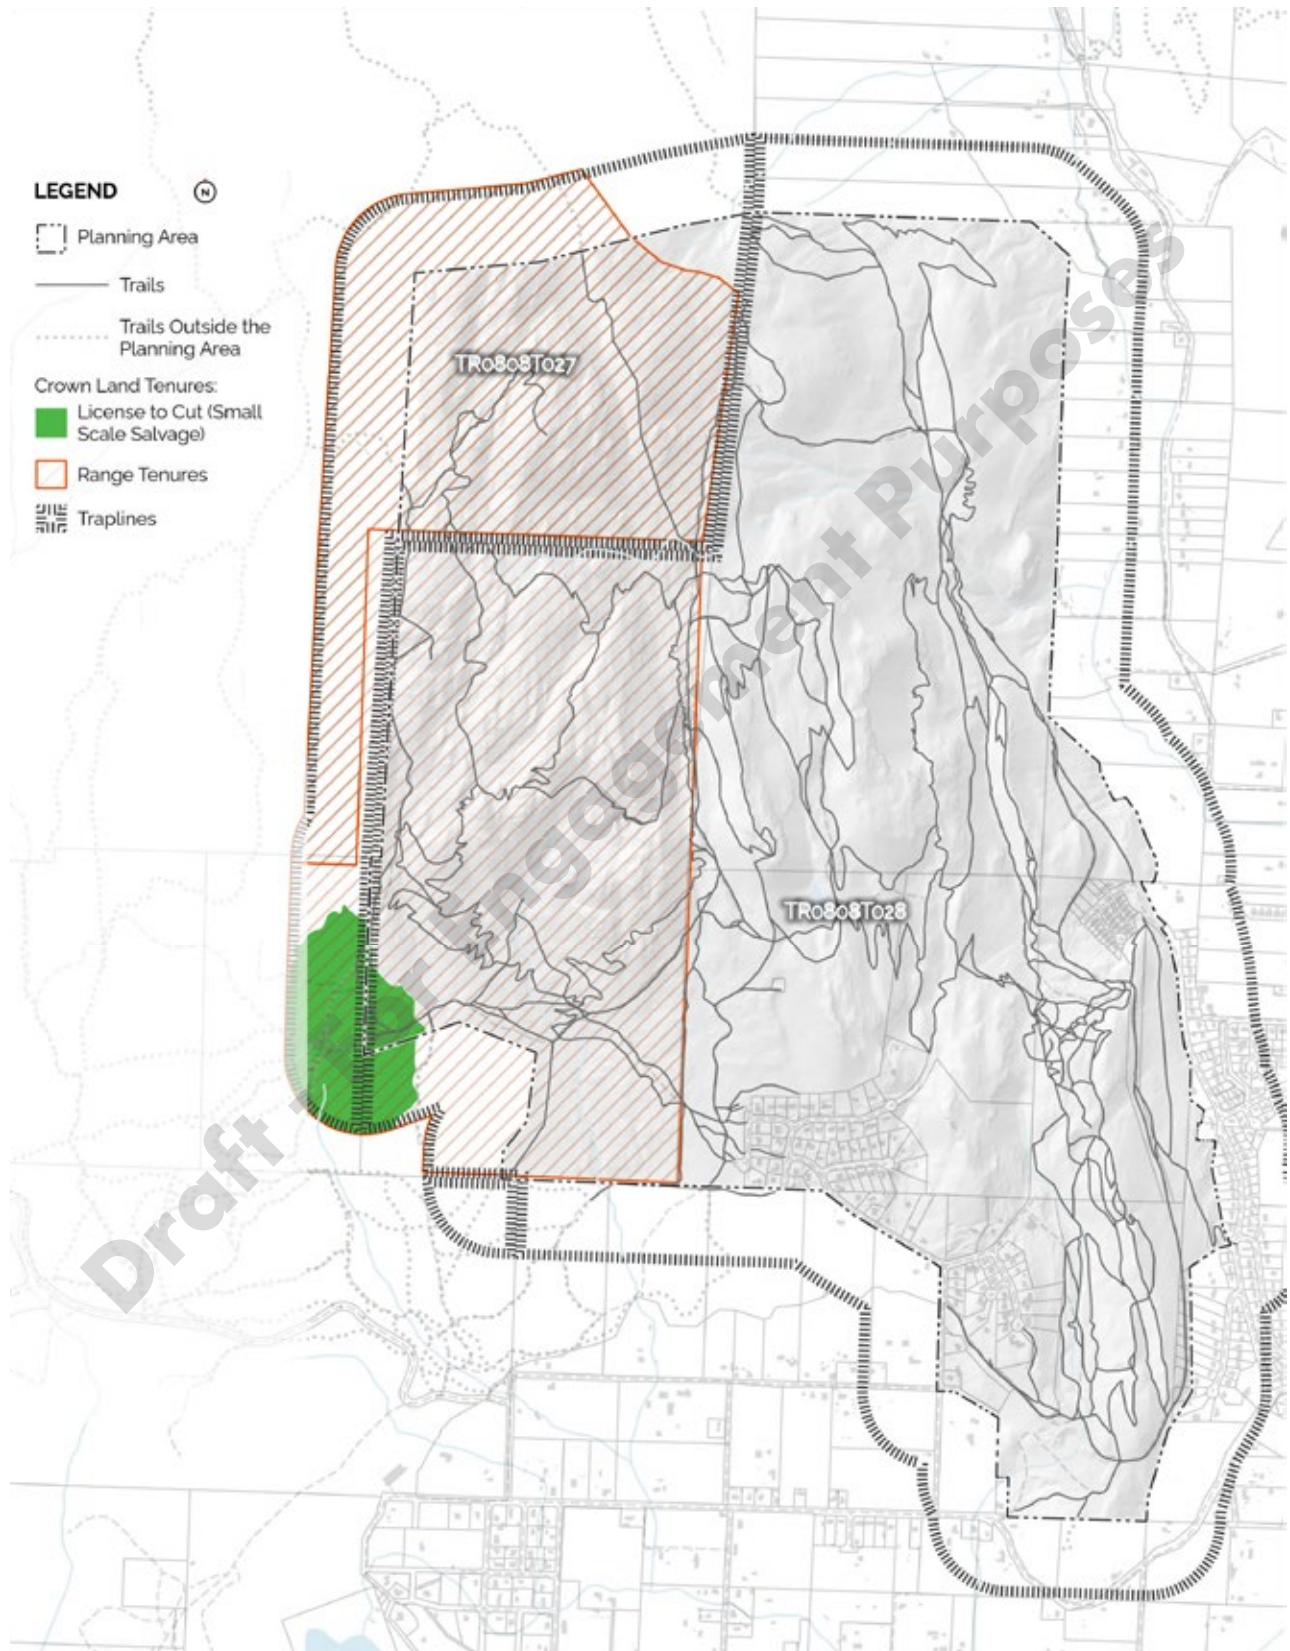 LEGEND
N
Planning Area
Trails
Trails Outside the
Planning Area
Crown Land Tenures:
License to Cut (Small
Scale Salvage)
Range Tenures
Traplines
TR0808T027
TR0808T028
Draft - For Engagement Purposes